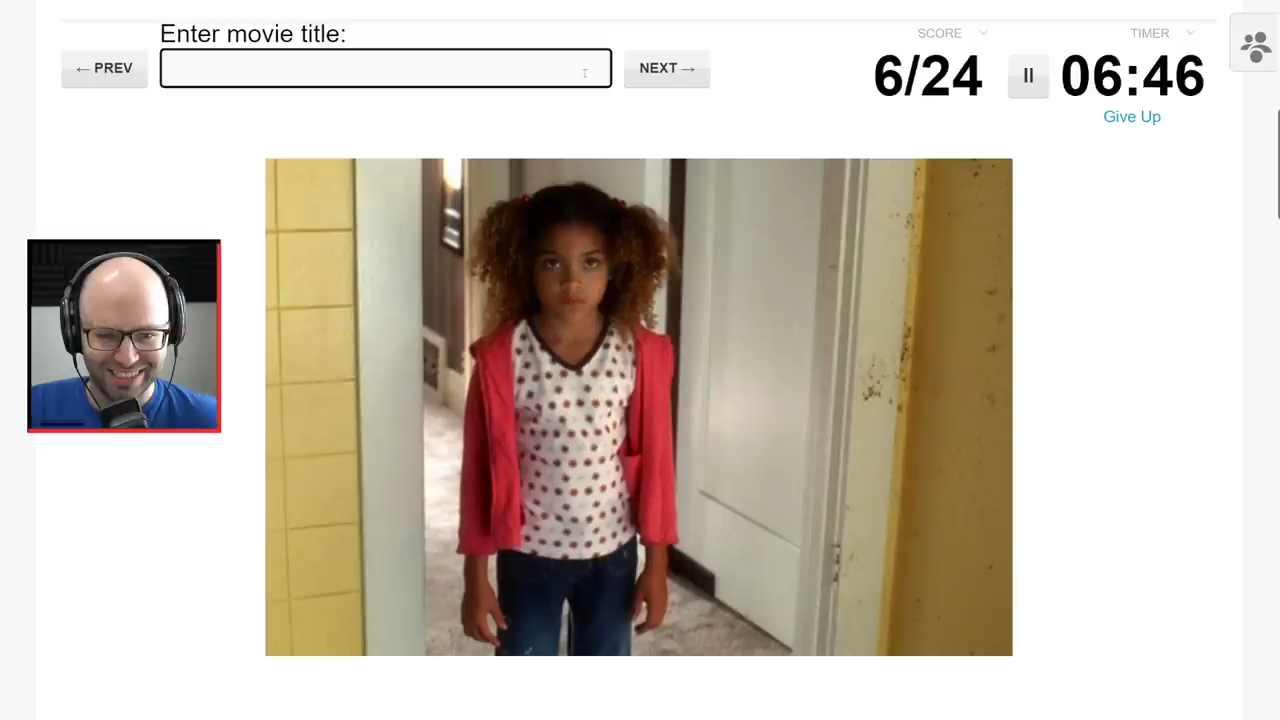 Enter movie title:
← PREV
NEXT →
SCORE
6/24
TIMER
06:46
Give Up